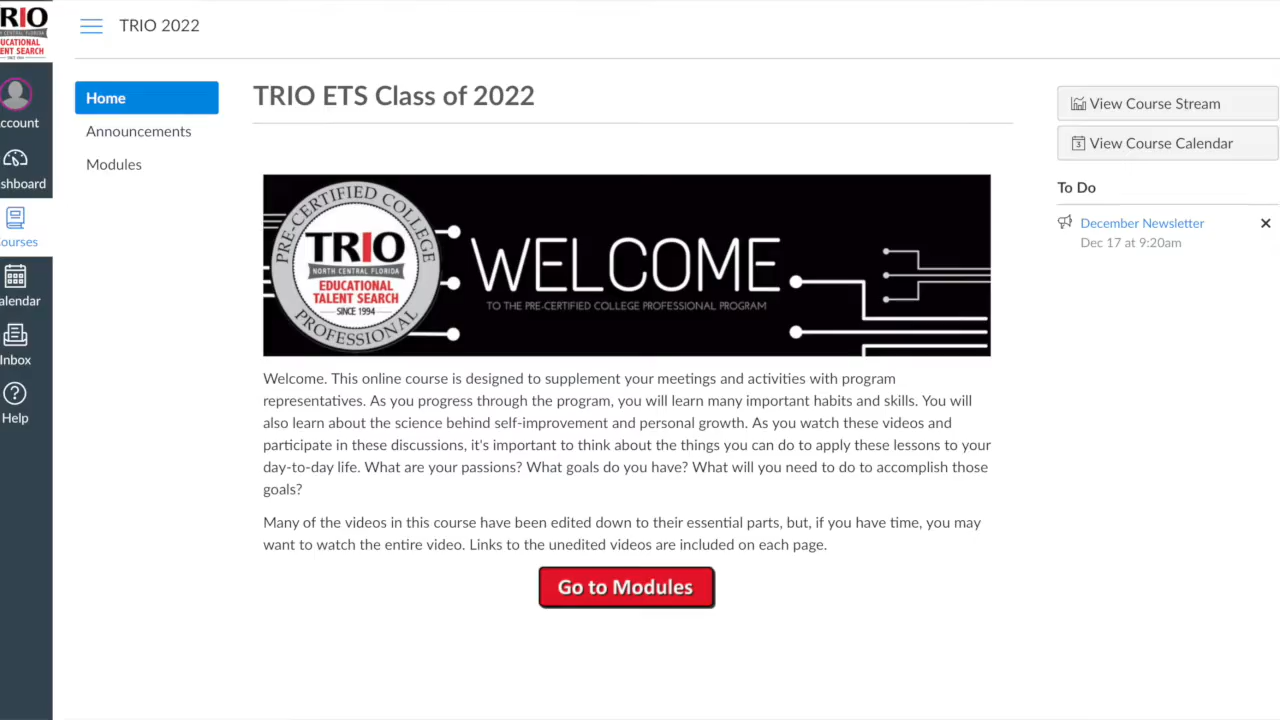 TRIO
NORTH CENTRAL FLORIDA
EDUCATIONAL
TALENT SEARCH
SINCE 1994
ccount
shboard
ourses
alendar
Inbox
Help
TRIO 2022
Home
Announcements
Modules
TRIO ETS Class of 2022
PRE-CERTIFIED COLLEGE
TRIO
NORTH CENTRAL FLORIDA
EDUCATIONAL
TALENT SEARCH
SINCE 1994
PROFESSIONAL
WELCOME
TO THE PRE-CERTIFIED COLLEGE PROFESSIONAL PROGRAM
Welcome. This online course is designed to supplement your meetings and activities with program
representatives. As you progress through the program, you will learn many important habits and skills. You will
also learn about the science behind self-improvement and personal growth. As you watch these videos and
participate in these discussions, it's important to think about the things you can do to apply these lessons to your
day-to-day life. What are your passions? What goals do you have? What will you need to do to accomplish those
goals?
Many of the videos in this course have been edited down to their essential parts, but, if you have time, you may
want to watch the entire video. Links to the unedited videos are included on each page.
Go to Modules
View Course Stream
3 View Course Calendar
To Do
December Newsletter
Dec 17 at 9:20am